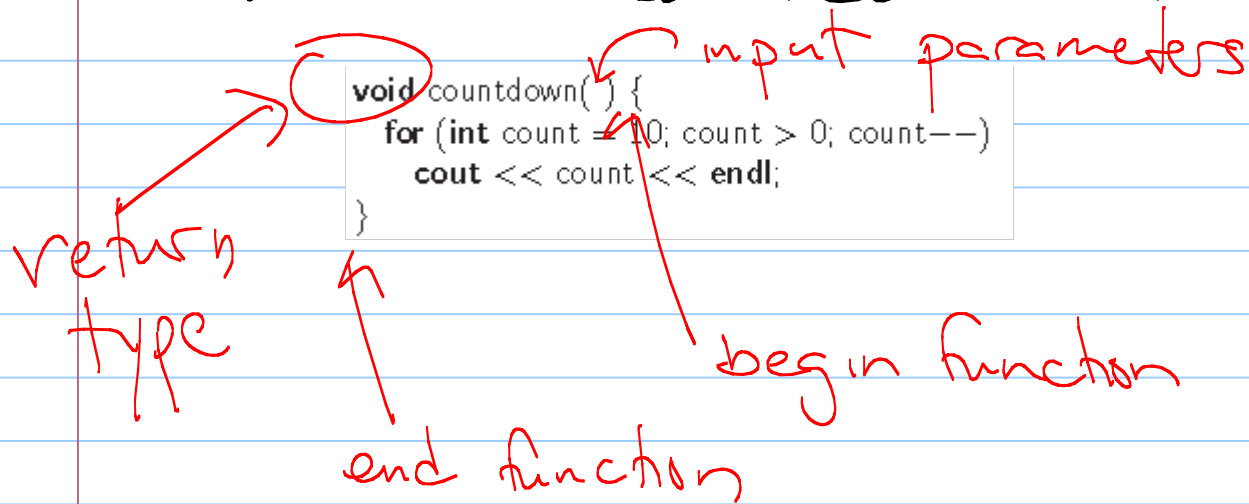 input parameters
void countdown( ) {
for (int count = 10; count > 0; count--)
cout << count << endl;
}
return
type
begin function
end function